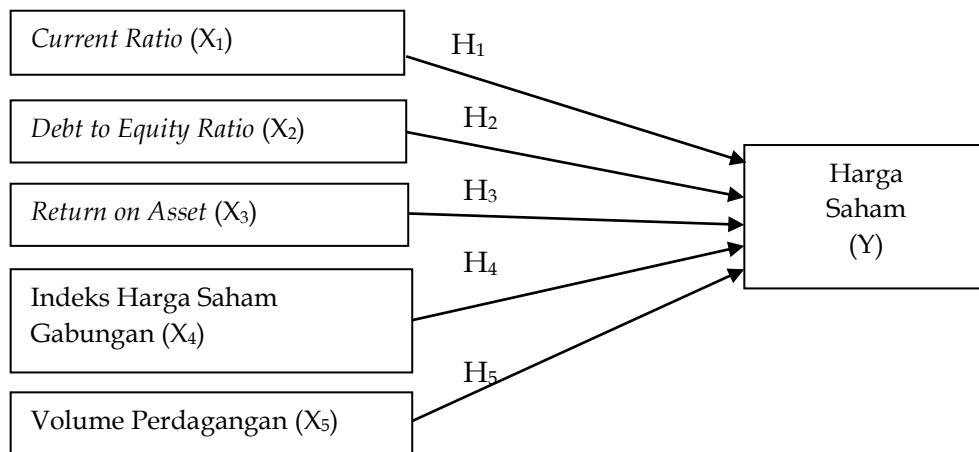 Current Ratio (X₁)
H₁
Debt to Equity Ratio (X₂)
H₂
Return on Asset (X₃)
H₃
Harga
Saham
(Y)
Indeks Harga Saham
Gabungan (X₄)
H₄
Volume Perdagangan (X₅)
H₅